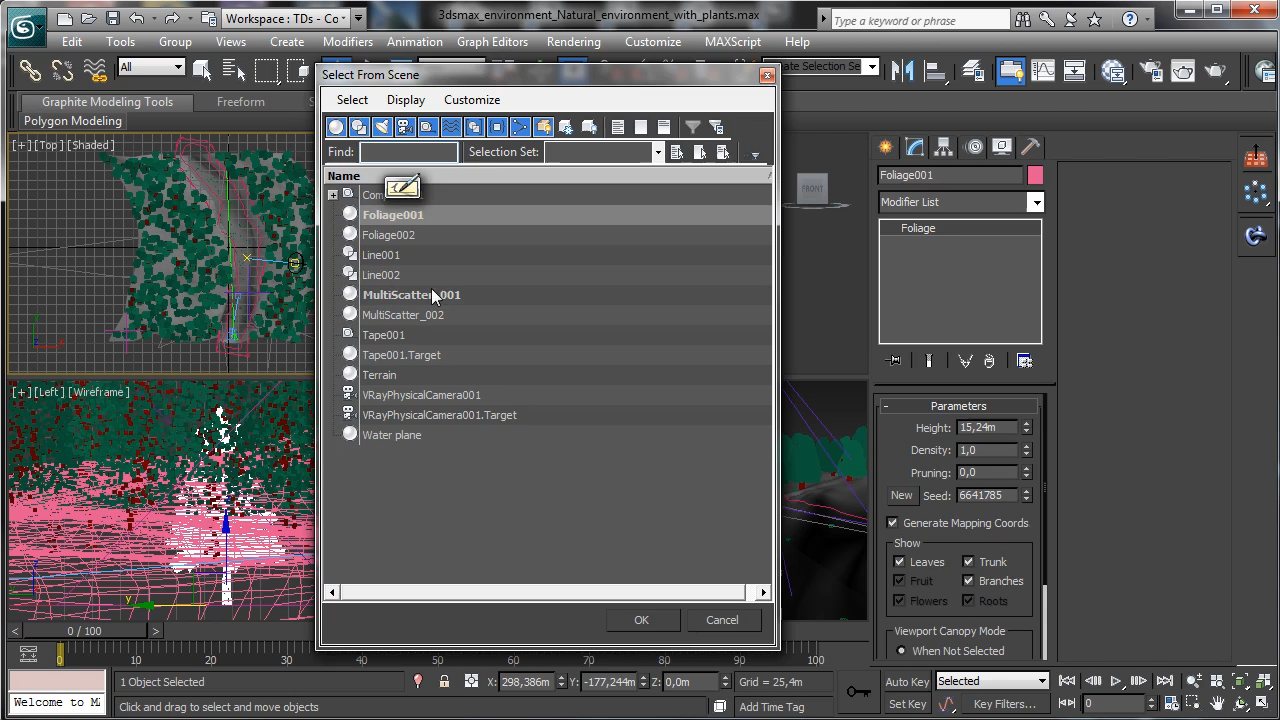 Workspace : TDs - Co
3dsmax_environment_Natural_environment_with_plants.max
Type a keyword or phrase
Edit Tools Group Views Create Modifiers Animation Graph Editors Rendering Customize MAXScript Help
All
Select From Scene
Select Display Customize
Graphite Modeling Tools Freeform
Polygon Modeling
[+] [Top] [Shaded]
Find: Selection Set:
Name
Com
Foliage001
Foliage002
Line001
Line002
MultiScatter_001
MultiScatter_002
Tape001
Tape001.Target
Terrain
VRayPhysicalCamera001
VRayPhysicalCamera001.Target
Water plane
OK Cancel
[+] [Left] [Wireframe]
FRONT
Foliage001
Modifier List
Foliage
Parameters
Height: 15,24m
Density: 1,0
Pruning: 0,0
New Seed: 6641785
Generate Mapping Coords
Show
Leaves Trunk
Fruit Branches
Flowers Roots
Viewport Canopy Mode
When Not Selected
0 / 100
0 10 20 30 40 50 60 70 80 90 100
1 Object Selected X: 298,386m Y: -177,244m Z: 0,0m Grid = 25,4m Auto Key Selected
Welcome to M
Click and drag to select and move objects Add Time Tag Set Key Key Filters... 0